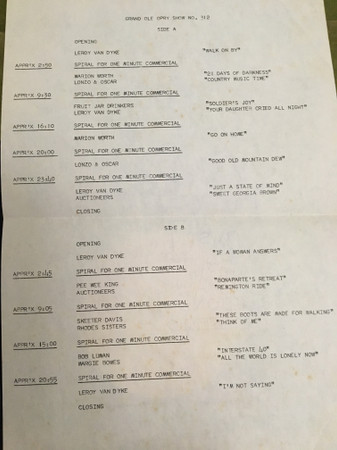 GRAND OLE OPRY SHOW NO. 312
SIDE A
OPENING
LEROY VAN DYKE "WALK ON BY"
APPR'X 2:50 SPIRAL FOR ONE MINUTE COMMERCIAL
MARION WORTH "21 DAYS OF DARKNESS"
LONZO & OSCAR "COUNTRY MUSIC TIME"
APPR'X 9:30 SPIRAL FOR ONE MINUTE COMMERCIAL
FRUIT JAR DRINKERS "SOLDIER'S JOY"
LEROY VAN DYKE "YOUR DAUGHTER CRIED ALL NIGHT"
APPR'X 16:10 SPIRAL FOR ONE MINUTE COMMERCIAL
MARION WORTH "GO ON HOME"
APPR'X 20:00 SPIRAL FOR ONE MINUTE COMMERCIAL
LONZO & OSCAR "GOOD OLD MOUNTAIN DEW"
APPR'X 23:40 SPIRAL FOR ONE MINUTE COMMERCIAL
LEROY VAN DYKE "JUST A STATE OF MIND"
AUCTIONEERS "SWEET GEORGIA BROWN"
CLOSING
SIDE B
OPENING
LEROY VAN DYKE "IF A WOMAN ANSWERS"
APPR'X 2:45 SPIRAL FOR ONE MINUTE COMMERCIAL
PEE WEE KING "BONAPARTE'S RETREAT"
AUCTIONEERS "REMINGTON RIDE"
APPR'X 9:05 SPIRAL FOR ONE MINUTE COMMERCIAL
SKEETER DAVIS "THESE BOOTS ARE MADE FOR WALKING"
RHODES SISTERS "THINK OF ME"
APPR'X 15:00 SPIRAL FOR ONE MINUTE COMMERCIAL
BOB LUMAN "INTERSTATE 40"
MARGIE BOWES "ALL THE WORLD IS LONELY NOW"
APPR'X 20:55 SPIRAL FOR ONE MINUTE COMMERCIAL
LEROY VAN DYKE "I'M NOT SAYING"
CLOSING